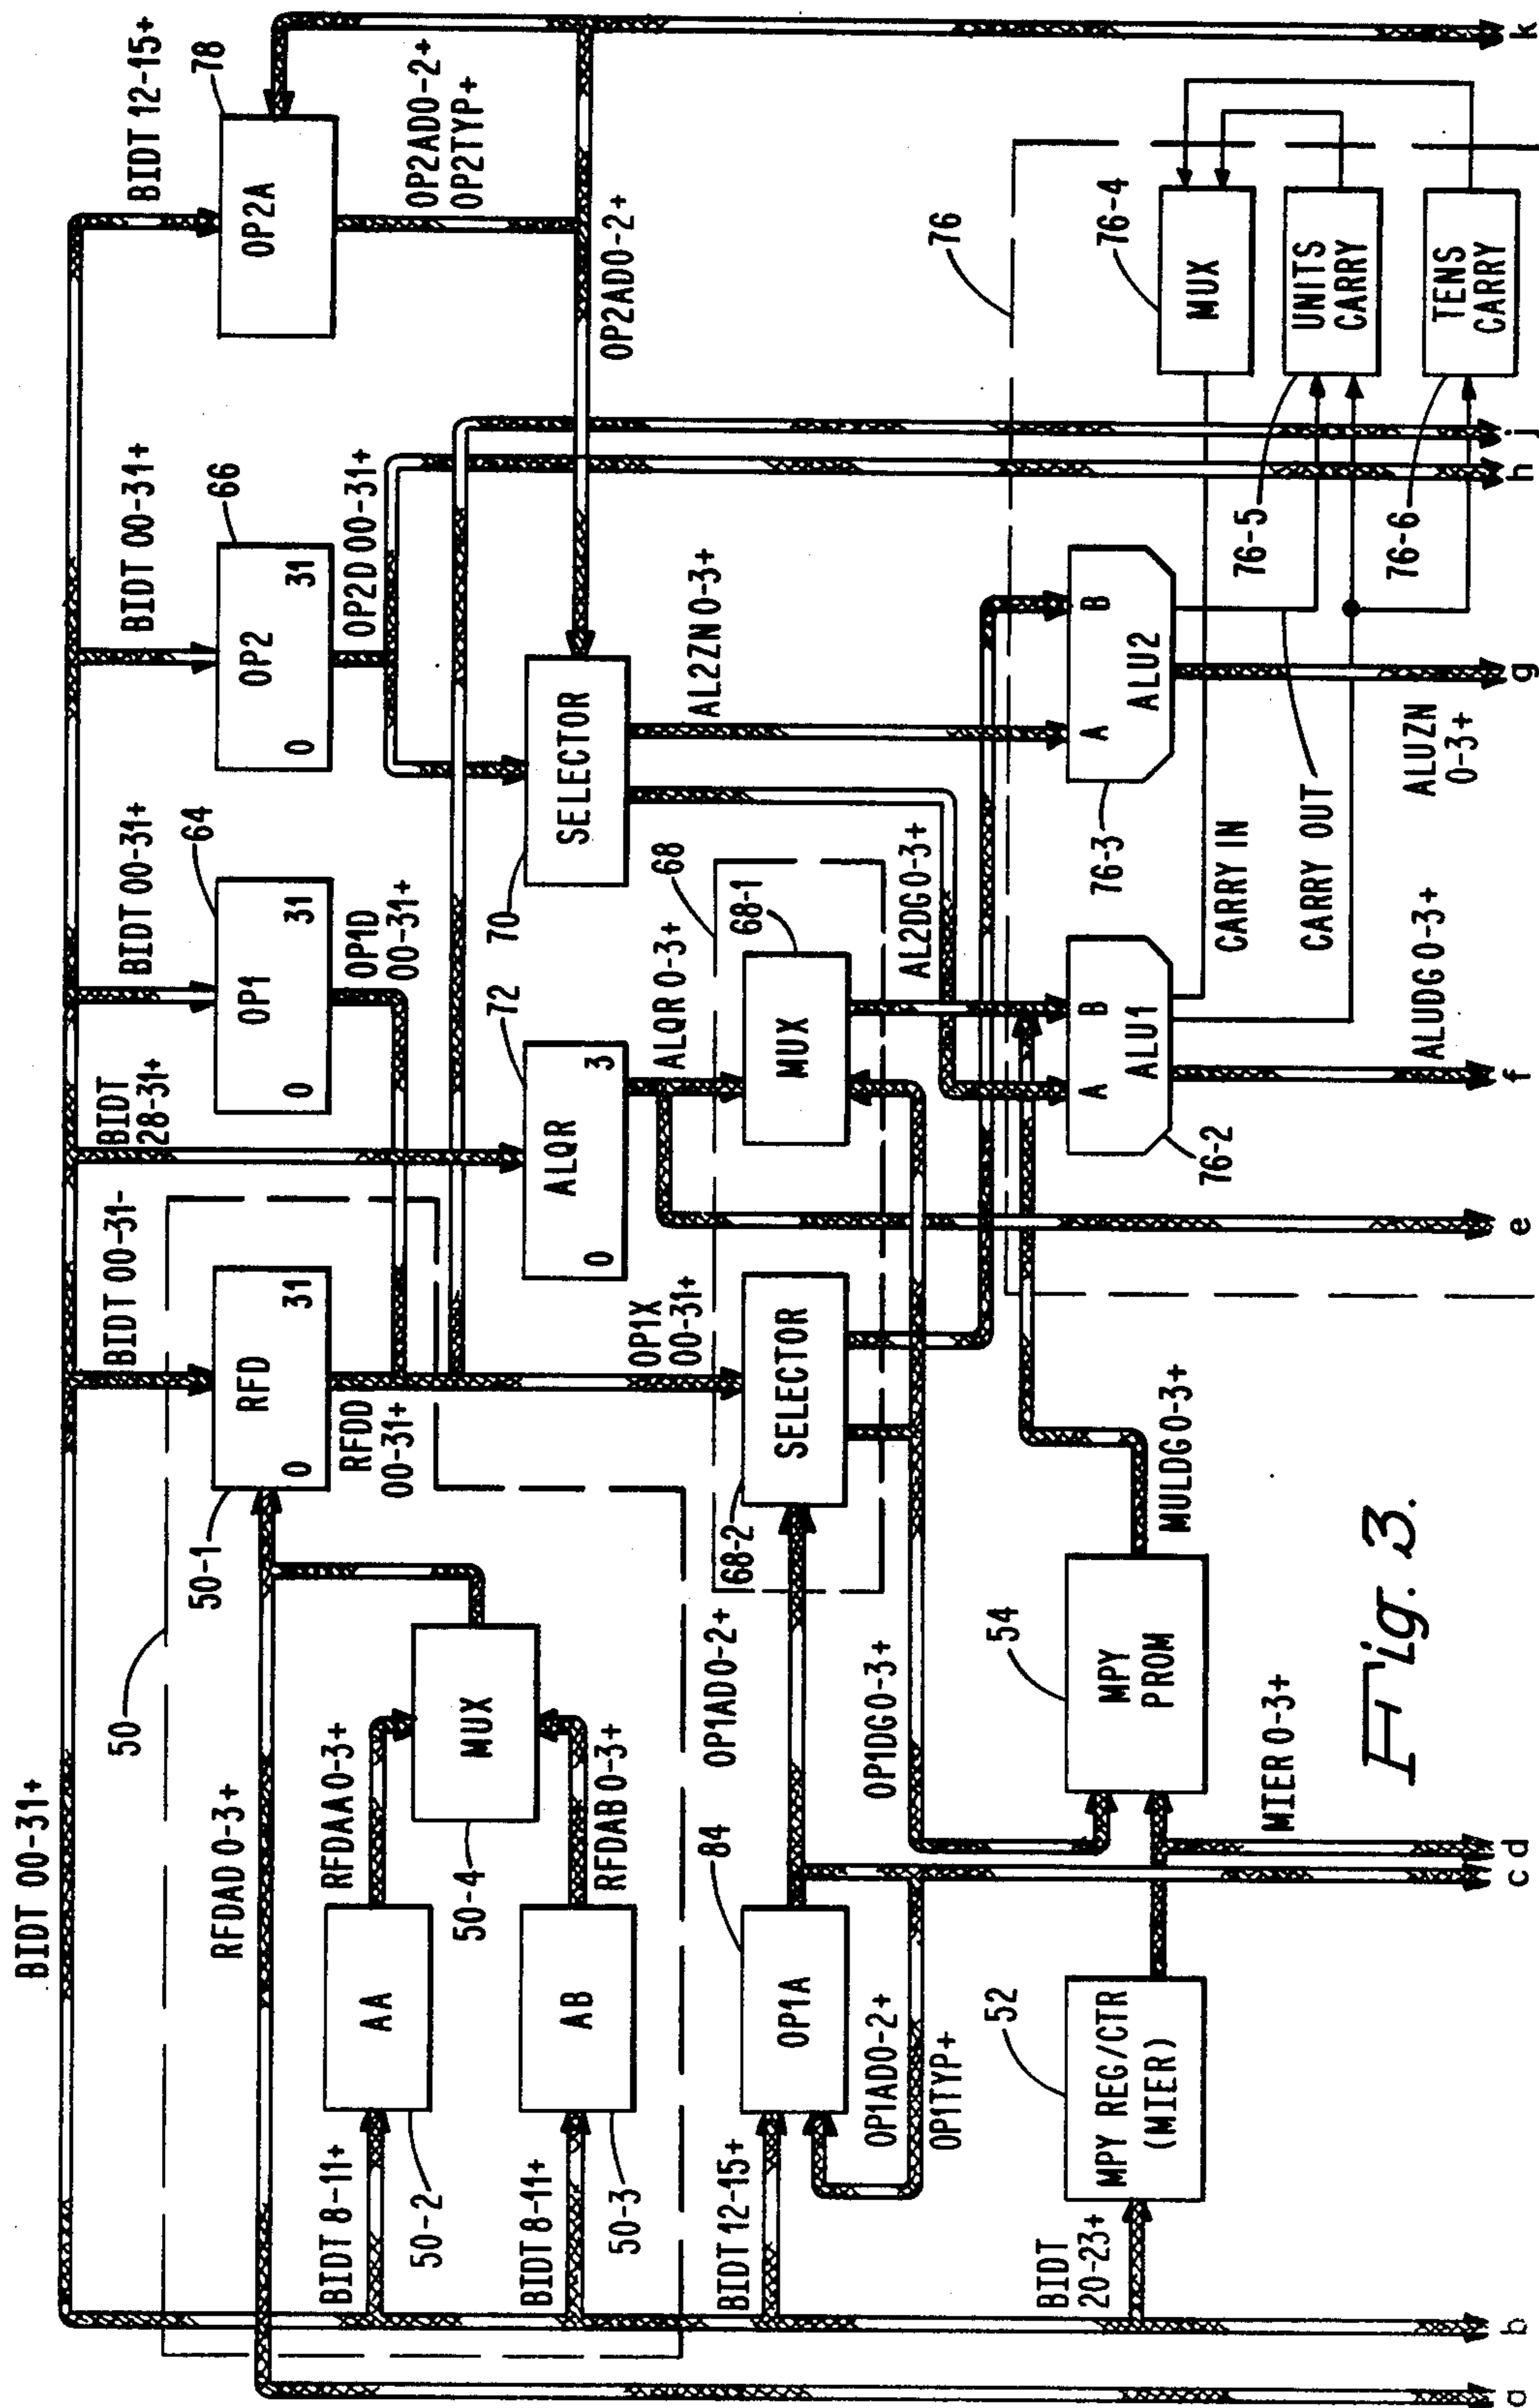 BIDT 00-31+
50
RFDAD 0-3+
50-1
BIDT 00-31-
RFD
0
31
RFDD
00-31+
BIDT
28-31+
BIDT 00-31+
64
OP1
0
31
OP1D
00-31+
BIDT 00-31+
66
OP2
0
31
OP2D 00-31+
BIDT 12-15+
78
OP2A
OP2AD0-2+
OP2TYP+
OP2AD0-2+
BIDT 8-11+
AA
50-2
RFDAA 0-3+
MUX
50-4
BIDT 8-11+
AB
50-3
RFDAB 0-3+
72
ALQR
0
3
ALQR 0-3+
70
SELECTOR
AL2ZN 0-3+
BIDT 12-15+
84
OP1A
OP1AD0-2+
OP1AD0-2+
OP1TYP+
OP1X
00-31+
68-2
SELECTOR
68
68-1
MUX
AL2DG 0-3+
OP1DG 0-3+
BIDT
20-23+
52
MPY REG/CTR
(MIER)
MIER 0-3+
54
MPY
PROM
MULDG 0-3+
76
A
B
ALU1
76-2
A
B
ALU2
76-3
CARRY IN
CARRY OUT
76-4
MUX
76-5
UNITS
CARRY
76-6
TENS
CARRY
ALUDG 0-3+
ALUZN
0-3+
a
b
c
d
e
f
g
h
j
k
Fig. 3.